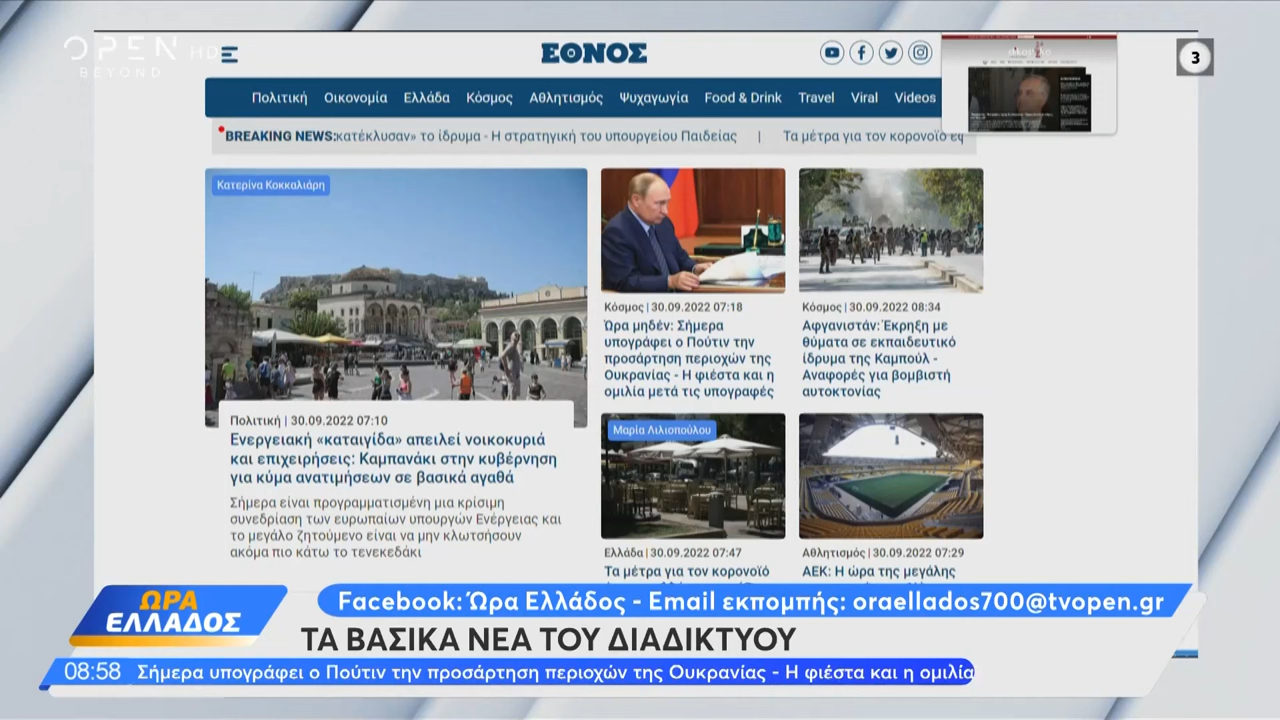 OPEN HD
BEYOND
ΕΘΝΟΣ
3
Πολιτική Οικονομία Ελλάδα Κόσμος Αθλητισμός Ψυχαγωγία Food & Drink Travel Viral Videos
BREAKING NEWS: κατέκλισαν» το ίδρυμα - Η στρατηγική του υπουργείου Παιδείας | Τα μέτρα για τον κορονοϊό εφ
Κατερίνα Κοκκαλιάρη
Πολιτική | 30.09.2022 07:10
Ενεργειακή «καταιγίδα» απειλεί νοικοκυριά
και επιχειρήσεις: Καμπανάκι στην κυβέρνηση
για κύμα ανατιμήσεων σε βασικά αγαθά
Σήμερα είναι προγραμματισμένη μια κρίσιμη
συνεδρίαση των ευρωπαίων υπουργών Ενέργειας και
το μεγάλο ζητούμενο είναι να μην κλωτσήσουν
ακόμα πιο κάτω το τενεκεδάκι
Κόσμος | 30.09.2022 07:18
Ώρα μηδέν: Σήμερα
υπογράφει ο Πούτιν την
προσάρτηση περιοχών της
Ουκρανίας - Η φιέστα και η
ομιλία μετά τις υπογραφές
Κόσμος | 30.09.2022 08:34
Αφγανιστάν: Έκρηξη με
θύματα σε εκπαιδευτικό
ίδρυμα της Καμπούλ -
Αναφορές για βομβιστή
αυτοκτονίας
Μαρία Λιλιοπούλου
Ελλάδα | 30.09.2022 07:47
Τα μέτρα για τον κορονοϊό
Αθλητισμός | 30.09.2022 07:29
ΑΕΚ: Η ώρα της μεγάλης
ΩΡΑ
ΕΛΛΑΔΟΣ
Facebook: Ώρα Ελλάδος - Email εκπομπής: oraellados700@tvopen.gr
ΤΑ ΒΑΣΙΚΑ ΝΕΑ ΤΟΥ ΔΙΑΔΙΚΤΥΟΥ
08:58 Σήμερα υπογράφει ο Πούτιν την προσάρτηση περιοχών της Ουκρανίας - Η φιέστα και η ομιλία